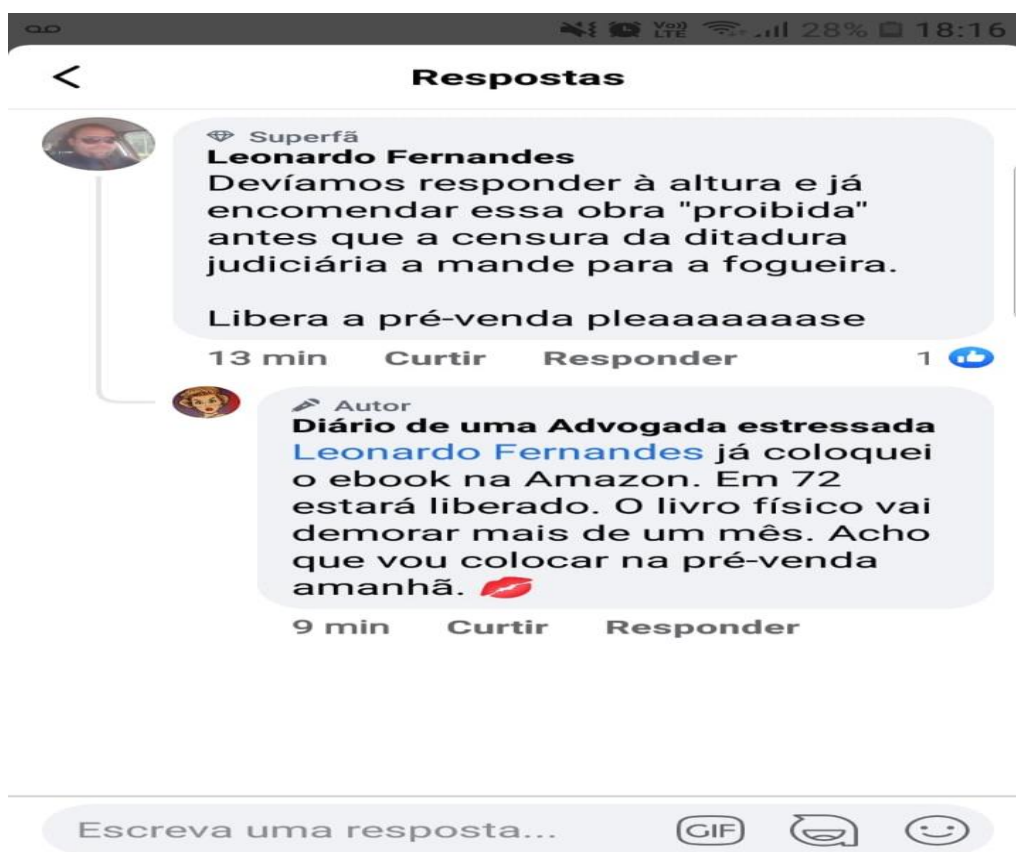 Vo)) LTE 28% 18:16
Respostas
Superfã
Leonardo Fernandes
Devíamos responder à altura e já
encomendar essa obra "proibida"
antes que a censura da ditadura
judiciária a mande para a fogueira.
Libera a pré-venda pleaaaaaaase
13 min Curtir Responder 1
Autor
Diário de uma Advogada estressada
Leonardo Fernandes já coloquei
o ebook na Amazon. Em 72
estará liberado. O livro físico vai
demorar mais de um mês. Acho
que vou colocar na pré-venda
amanhã.
9 min Curtir Responder
Escreva uma resposta... GIF